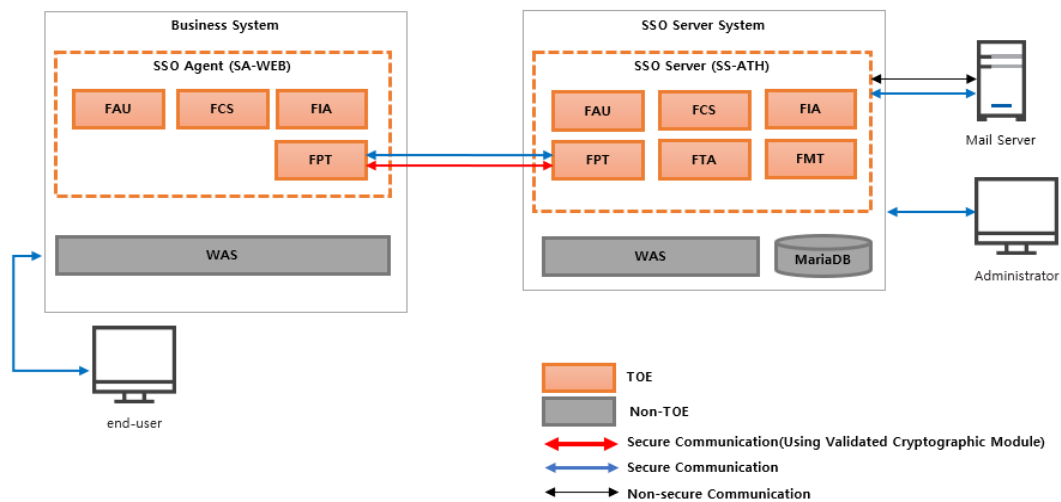 Business System
SSO Agent (SA-WEB)
FAU
FCS
FIA
FPT
WAS
end-user
SSO Server System
SSO Server (SS-ATH)
FAU
FCS
FIA
FPT
FTA
FMT
WAS
MariaDB
Mail Server
Administrator
TOE
Non-TOE
Secure Communication(Using Validated Cryptographic Module)
Secure Communication
Non-secure Communication